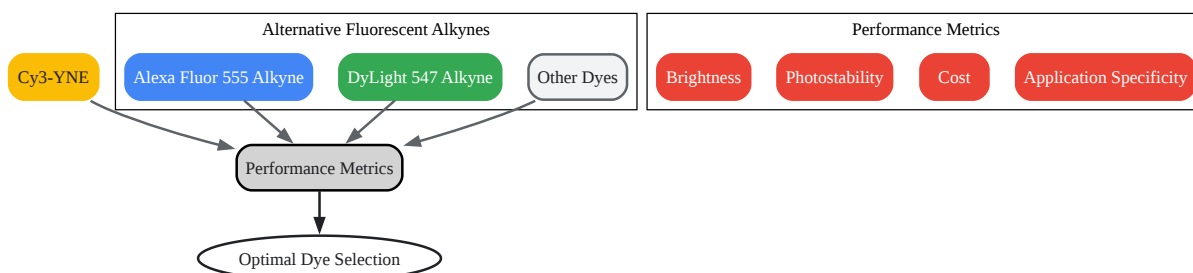 Alternative Fluorescent Alkynes
Performance Metrics
Cy3-YNE
Alexa Fluor 555 Alkyne
DyLight 547 Alkyne
Other Dyes
Brightness
Photostability
Cost
Application Specificity
Performance Metrics
Optimal Dye Selection